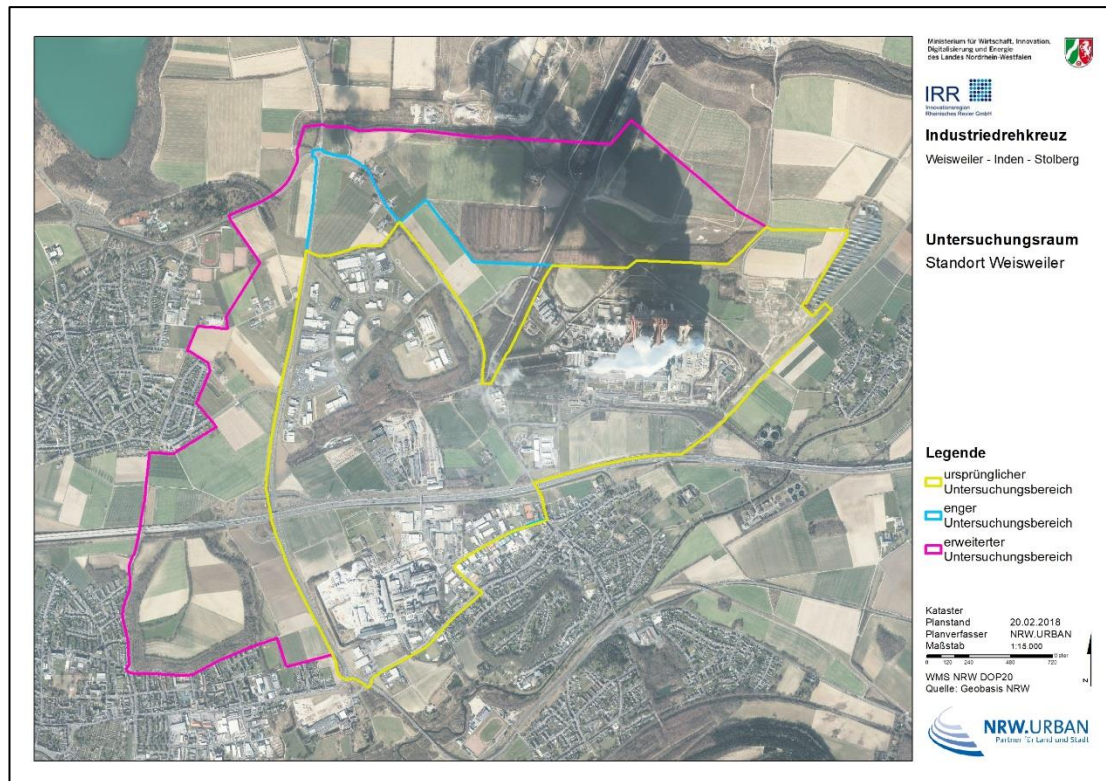 Ministerium für Wirtschaft, Innovation,
Digitalisierung und Energie
des Landes Nordrhein-Westfalen
IRR
Innovationsregion
Rheinisches Revier GmbH
Industriedrehkreuz
Weisweiler - Inden - Stolberg
Untersuchungsraum
Standort Weisweiler
Legende
ursprünglicher
Untersuchungsbereich
enger
Untersuchungsbereich
erweiterter
Untersuchungsbereich
Kataster
Planstand 20.02.2018
Planverfasser NRW.URBAN
Maßstab 1:15.000
0 120 240 480 720
N
WMS NRW DOP20
Quelle: Geobasis NRW
NRW.URBAN
Partner für Land und Stadt